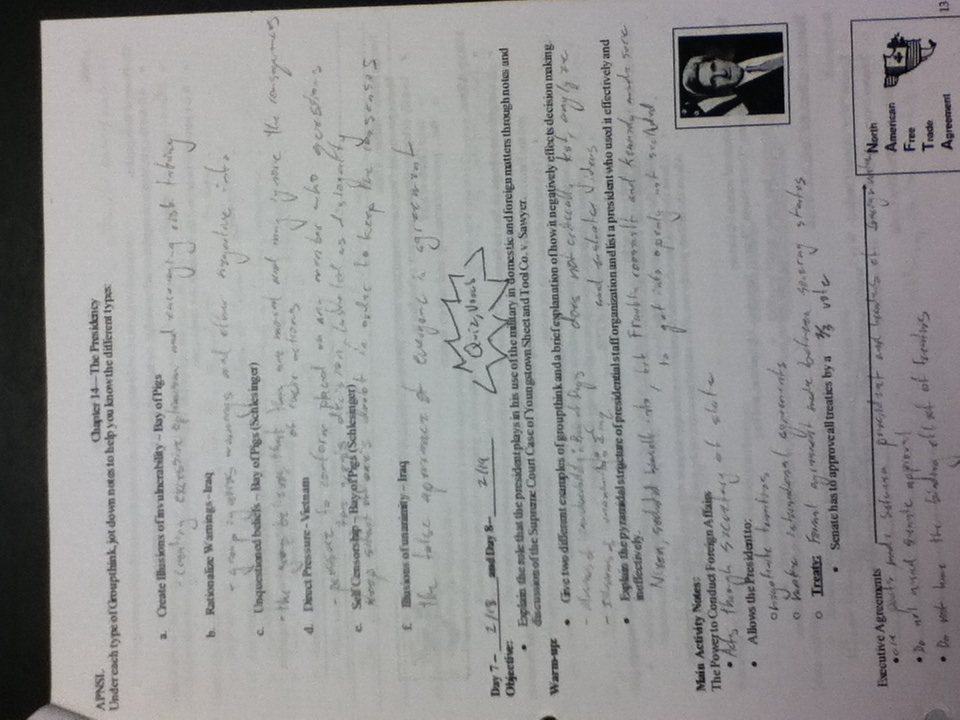 APNSL Chapter 14—The Presidency
Under each type of Groupthink, jot down notes to help you know the different types:
a. Create Illusions of invulnerability – Bay of Pigs
- Creating excessive optimism and encouraging risk taking
b. Rationalize Warnings - Iraq
- group ignores warnings and other negative info
c. Unquestioned beliefs – Bay of Pigs (Schlesinger)
- the group believes that they are moral and may ignore the consequences
of their actions
d. Direct Pressure - Vietnam
- pressure to conform placed on any member who questions
the group's decision, labeled as disloyalty
e. Self Censorship – Bay of Pigs (Schlesinger)
keep silent on one's doubt in order to keep the consensus
f. Illusions of unanimity – Iraq
the false appearance of everyone in agreement
Quiz, Vocab
Day 7 – 2/18 and Day 8 – 2/19
Objective:
• Explain the role that the president plays in his use of the military in domestic and foreign matters through notes and
discussion of the Supreme Court Case of Youngstown Sheet and Tool Co. v. Sawyer.
Warm-up:
• Give two different examples of groupthink and a brief explanation of how it negatively effects decision making.
- Illusions of invulnerability: Bay of Pigs does not critically test, analyze
- Illusions of unanimity: Iraq and evaluate
• Explain the pyramidal structure of presidential staff organization and list a president who used it effectively and
ineffectively.
Nixon, himself into, but Franklin roosevelt and Kennedy made sure
to get info openly not secluded.
Main Activity Notes:
The Power to Conduct Foreign Affairs
• Acts through secretary of state
• Allows the President to:
o negotiate treaties
o make international agreements
o Treaty: Formal agreement made between sovereign states
• Senate has to approve all treaties by a 2/3 vote
Executive Agreements
• pacts made between president and heads of
• Do not need senate approval
• Do not have the binding effect of treaties
North
American
Free
Trade
Agreement
13